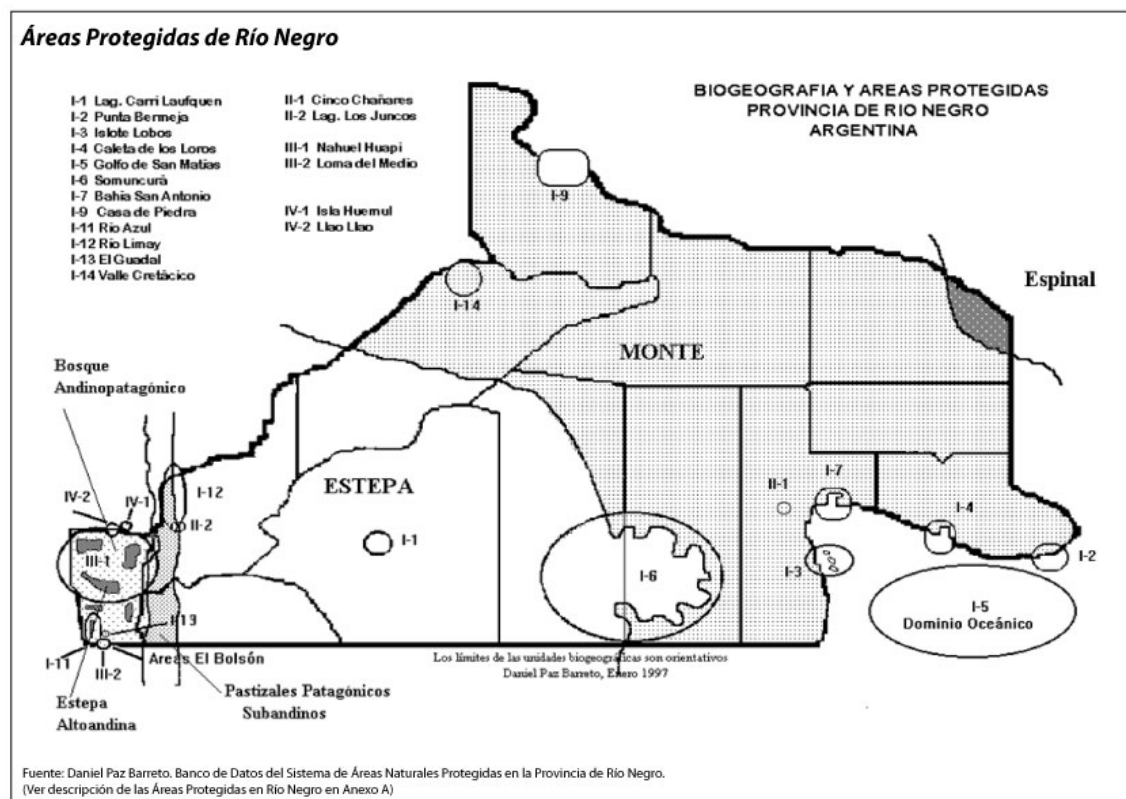 Áreas Protegidas de Río Negro
BIOGEOGRAFIA Y AREAS PROTEGIDAS
PROVINCIA DE RIO NEGRO
ARGENTINA
I-1 Lag. Carri Laufquen
I-2 Punta Bermeja
I-3 Islote Lobos
I-4 Caleta de los Loros
I-5 Golfo de San Matías
I-6 Somuncurá
I-7 Bahia San Antonio
I-9 Casa de Piedra
I-11 Rio Azul
I-12 Rio Limay
I-13 El Guadal
I-14 Valle Cretácico
II-1 Cinco Chañares
II-2 Lag. Los Juncos
III-1 Nahuel Huapi
III-2 Loma del Medio
IV-1 Isla Huemul
IV-2 Llao Llao
I-9
Espinal
I-14
MONTE
Bosque
Andinopatagónico
ESTEPA
I-12
IV-2
IV-1
II-2
II-1
I-7
I-4
I-1
III-1
I-6
I-3
I-2
I-5
Dominio Oceánico
I-13
I-11
III-2
Areas El Bolsón
Los límites de las unidades biogeográficas son orientativos
Daniel Paz Barreto, Enero 1997
Pastizales Patagónicos
Subandinos
Estepa
Altoandina
Fuente: Daniel Paz Barreto. Banco de Datos del Sistema de Áreas Naturales Protegidas en la Provincia de Río Negro.
(Ver descripción de las Áreas Protegidas en Río Negro en Anexo A)